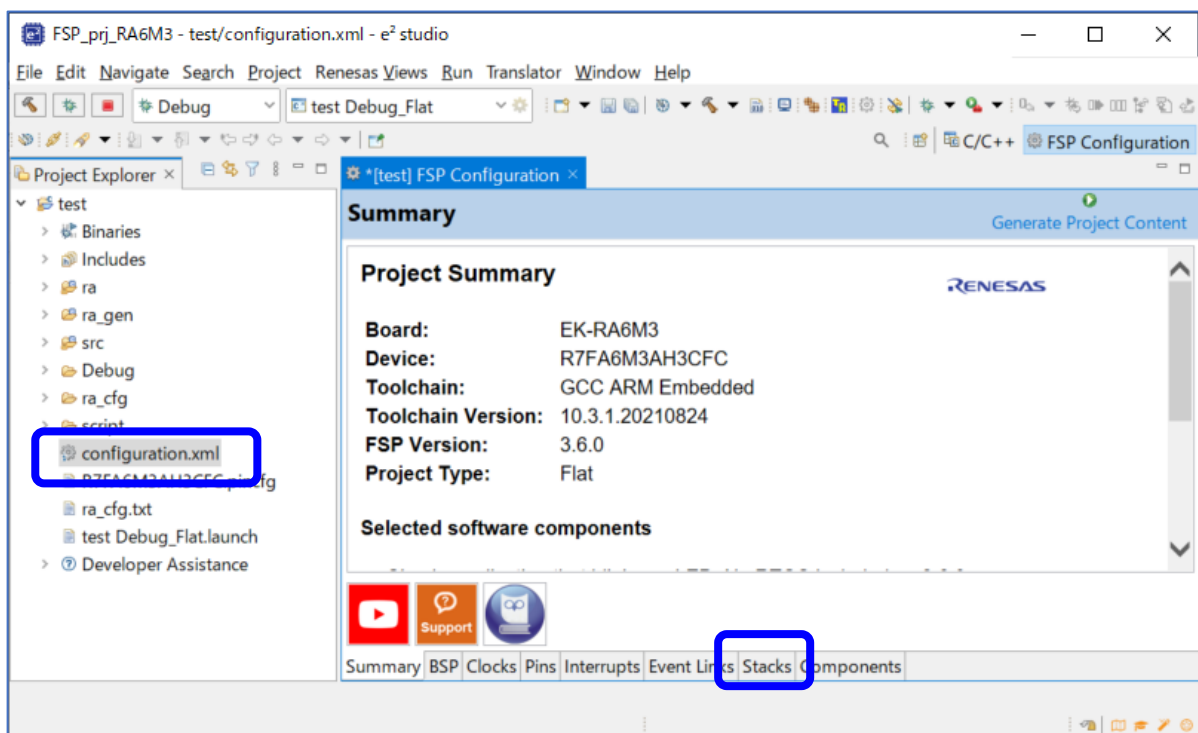 FSP_prj_RA6M3 - test/configuration.xml - e² studio
File Edit Navigate Search Project Renesas Views Run Translator Window Help
Debug test Debug_Flat
C/C++ FSP Configuration
Project Explorer
*[test] FSP Configuration
test
Binaries
Includes
ra
ra_gen
src
Debug
ra_cfg
script
configuration.xml
R7FA6M3AH3CFC.pincfg
ra_cfg.txt
test Debug_Flat.launch
Developer Assistance
Summary
Generate Project Content
Project Summary
RENESAS
Board: EK-RA6M3
Device: R7FA6M3AH3CFC
Toolchain: GCC ARM Embedded
Toolchain Version: 10.3.1.20210824
FSP Version: 3.6.0
Project Type: Flat
Selected software components
Support
Summary BSP Clocks Pins Interrupts Event Links Stacks Components